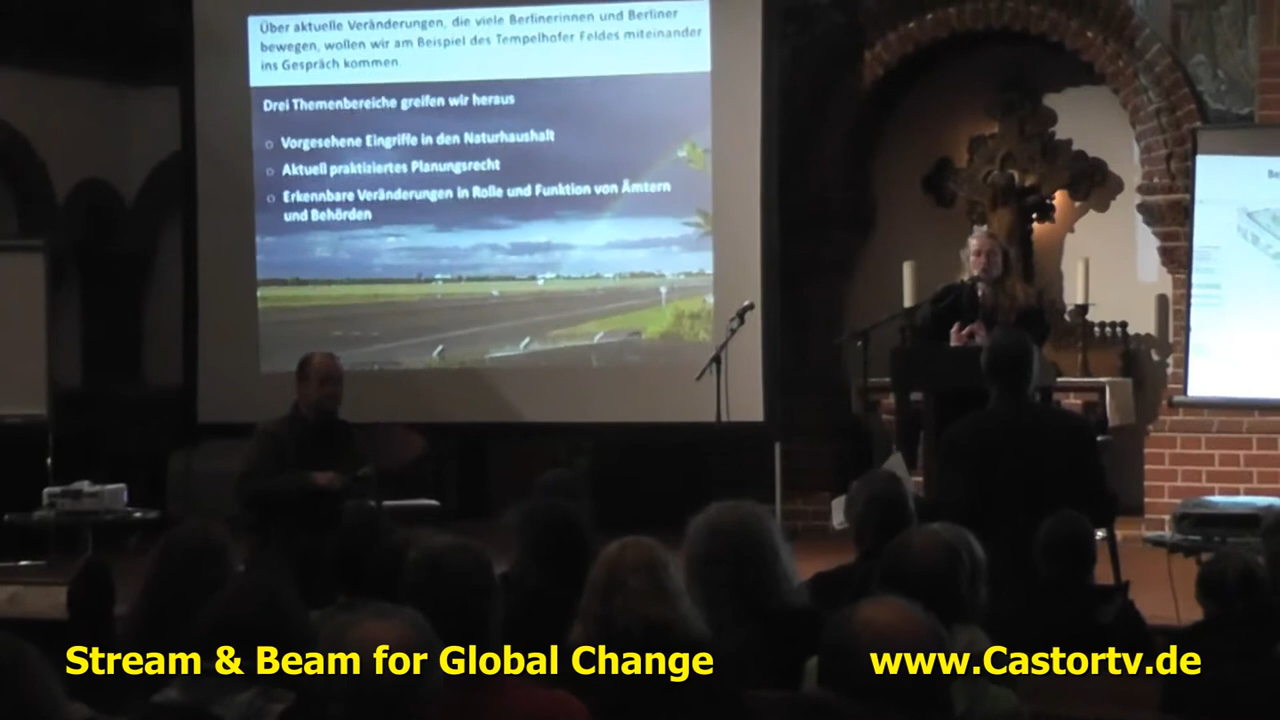 Über aktuelle Veränderungen, die viele Berlinerinnen und Berliner
bewegen, wollen wir am Beispiel des Tempelhofer Feldes miteinander
ins Gespräch kommen.
Drei Themenbereiche greifen wir heraus
Vorgesehene Eingriffe in den Naturhaushalt
Aktuell praktiziertes Planungsrecht
Erkennbare Veränderungen in Rolle und Funktion von Ämtern
und Behörden
Be
Stream & Beam for Global Change
www.Castortv.de